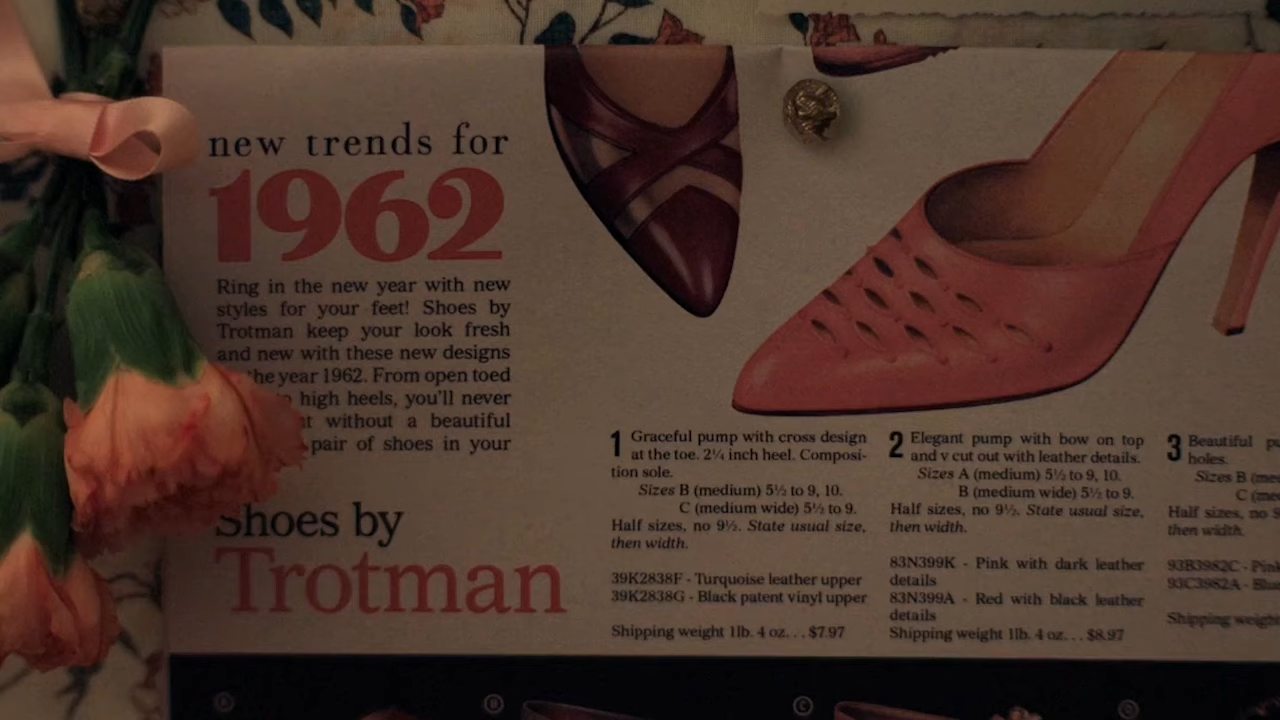 new trends for
1962
Ring in the new year with new
styles for your feet! Shoes by
Trotman keep your look fresh
and new with these new designs
the year 1962. From open toed
high heels, you'll never
without a beautiful
pair of shoes in your
Shoes by
Trotman
1 Graceful pump with cross design
at the toe. 2¼ inch heel. Composi-
tion sole.
Sizes B (medium) 5½ to 9, 10.
C (medium wide) 5½ to 9.
Half sizes, no 9½. State usual size,
then width.
39K2838F - Turquoise leather upper
39K2838G - Black patent vinyl upper
Shipping weight 1lb. 4 oz. . . $7.97
2 Elegant pump with bow on top
and v cut out with leather details.
Sizes A (medium) 5½ to 9, 10.
B (medium wide) 5½ to 9.
Half sizes, no 9½. State usual size,
then width.
83N399K - Pink with dark leather
details
83N399A - Red with black leather
details
Shipping weight 1lb. 4 oz. . . $8.97
3 Beautiful
holes.
Sizes B
C
Half sizes, no
then width.
93B3982C - Pink
93C3982A -
Shipping weight
B
C